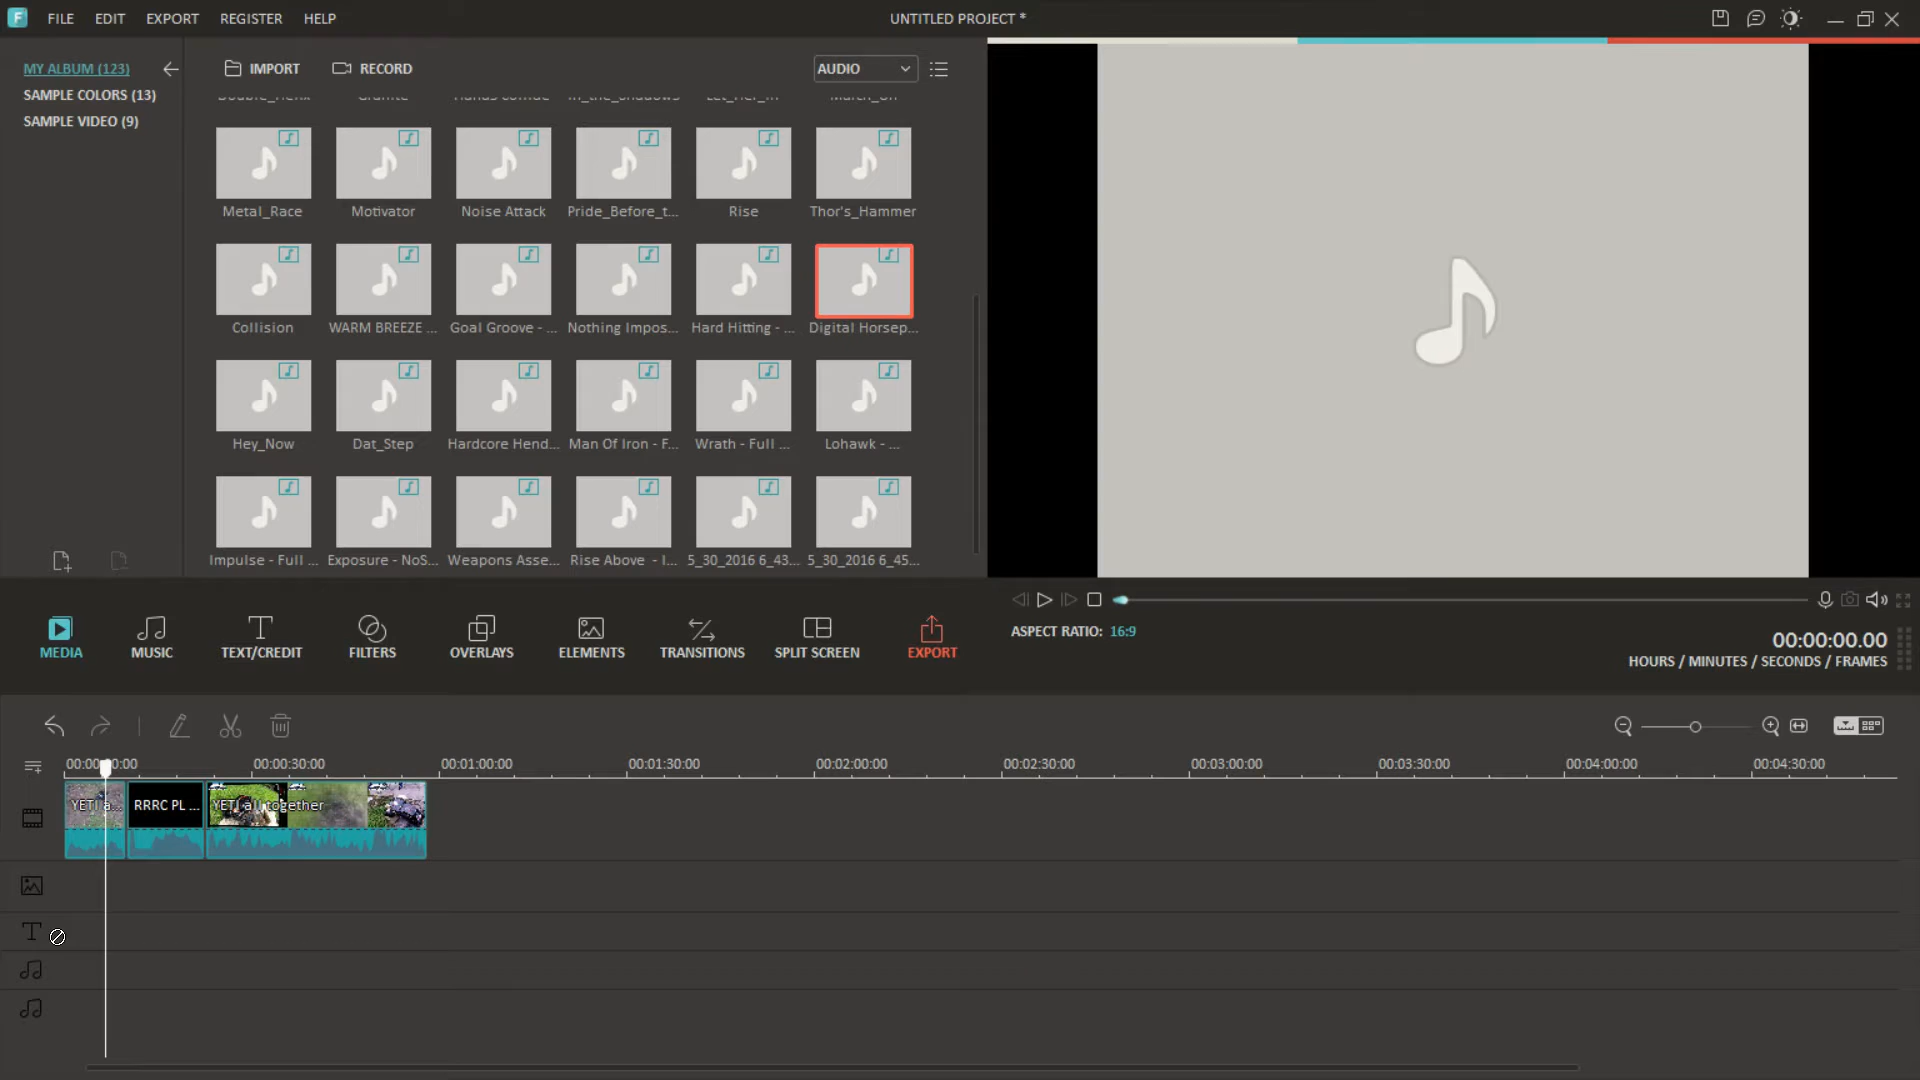 F FILE EDIT EXPORT REGISTER HELP
UNTITLED PROJECT *
MY ALBUM (123)
SAMPLE COLORS (13)
SAMPLE VIDEO (9)
IMPORT RECORD AUDIO
Metal_Race Motivator Noise Attack Pride_Before_t... Rise Thor's_Hammer
Collision WARM BREEZE ... Goal Groove - ... Nothing Impos... Hard Hitting - ... Digital Horsep...
Hey_Now Dat_Step Hardcore Hend... Man Of Iron - F... Wrath - Full ... Lohawk - ...
Impulse - Full ... Exposure - NoS... Weapons Asse... Rise Above - I... 5_30_2016 6_43... 5_30_2016 6_45...
MEDIA MUSIC TEXT/CREDIT FILTERS OVERLAYS ELEMENTS TRANSITIONS SPLIT SCREEN EXPORT
ASPECT RATIO: 16:9
00:00:00.00
HOURS / MINUTES / SECONDS / FRAMES
00:00:30:00 00:01:00:00 00:01:30:00 00:02:00:00 00:02:30:00 00:03:00:00 00:03:30:00 00:04:00:00 00:04:30:00
YETI a... RRRC PL ... YETI all together